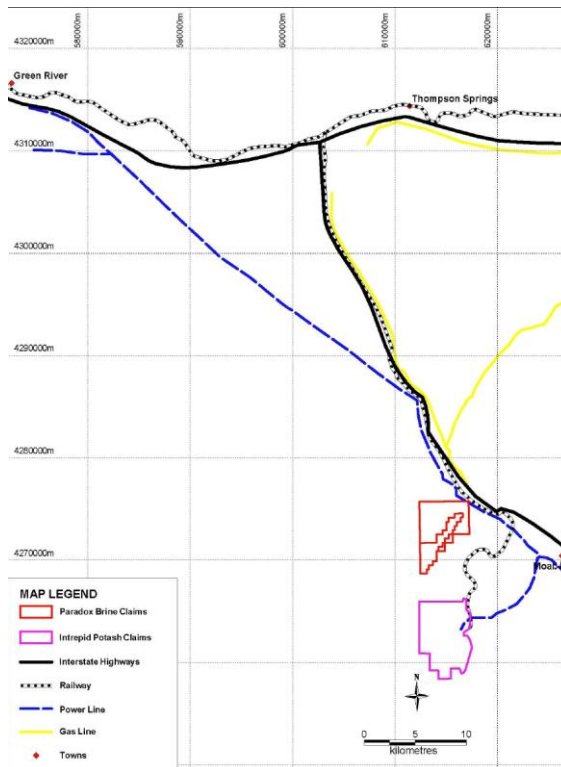 580000m
590000m
600000m
610000m
620000m
4320000m
Green River
Thompson Springs
4310000m
4300000m
4290000m
4280000m
4270000m
Moab
MAP LEGEND
Paradox Brine Claims
Intrepid Potash Claims
Interstate Highways
Railway
Power Line
Gas Line
Towns
N
0 5 10
kilometres